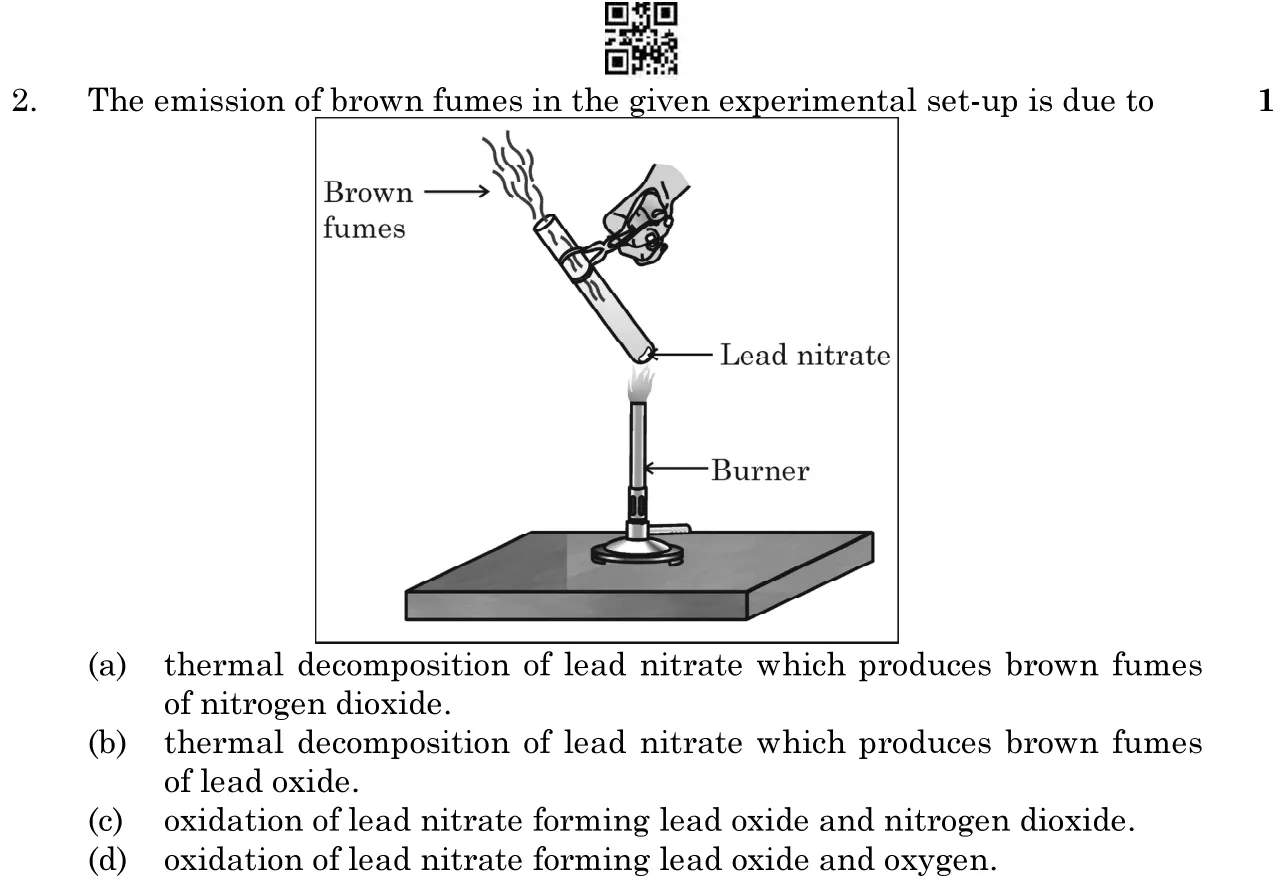 2. The emission of brown fumes in the given experimental set-up is due to 1
Brown
fumes
Lead nitrate
Burner
(a) thermal decomposition of lead nitrate which produces brown fumes
of nitrogen dioxide.
(b) thermal decomposition of lead nitrate which produces brown fumes
of lead oxide.
(c) oxidation of lead nitrate forming lead oxide and nitrogen dioxide.
(d) oxidation of lead nitrate forming lead oxide and oxygen.